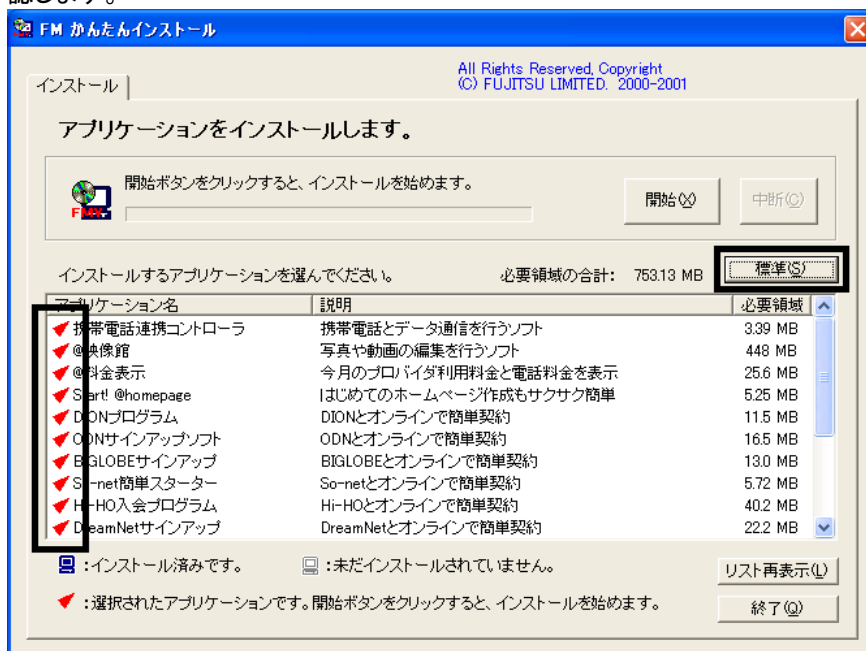 認します。
FM かんたんインストール
All Rights Reserved, Copyright
(C) FUJITSU LIMITED. 2000-2001
インストール
アプリケーションをインストールします。
開始ボタンをクリックすると、インストールを始めます。
FMV
開始(X)
中断(C)
インストールするアプリケーションを選んでください。
必要領域の合計: 753.13 MB
標準(S)
アプリケーション名 説明 必要領域
携帯電話連携コントローラ 携帯電話とデータ通信を行うソフト 3.39 MB
@映像館 写真や動画の編集を行うソフト 448 MB
@料金表示 今月のプロバイダ利用料金と電話料金を表示 25.6 MB
Start! @homepage はじめてのホームページ作成もサクサク簡単 5.25 MB
DIONプログラム DIONとオンラインで簡単契約 11.5 MB
ODNサインアップソフト ODNとオンラインで簡単契約 16.5 MB
BIGLOBEサインアップ BIGLOBEとオンラインで簡単契約 13.0 MB
So-net簡単スターター So-netとオンラインで簡単契約 5.72 MB
Hi-HO入会プログラム Hi-HOとオンラインで簡単契約 40.2 MB
DreamNetサインアップ DreamNetとオンラインで簡単契約 22.2 MB
:インストール済みです。 :未だインストールされていません。
リスト再表示(L)
:選択されたアプリケーションです。開始ボタンをクリックすると、インストールを始めます。
終了(Q)